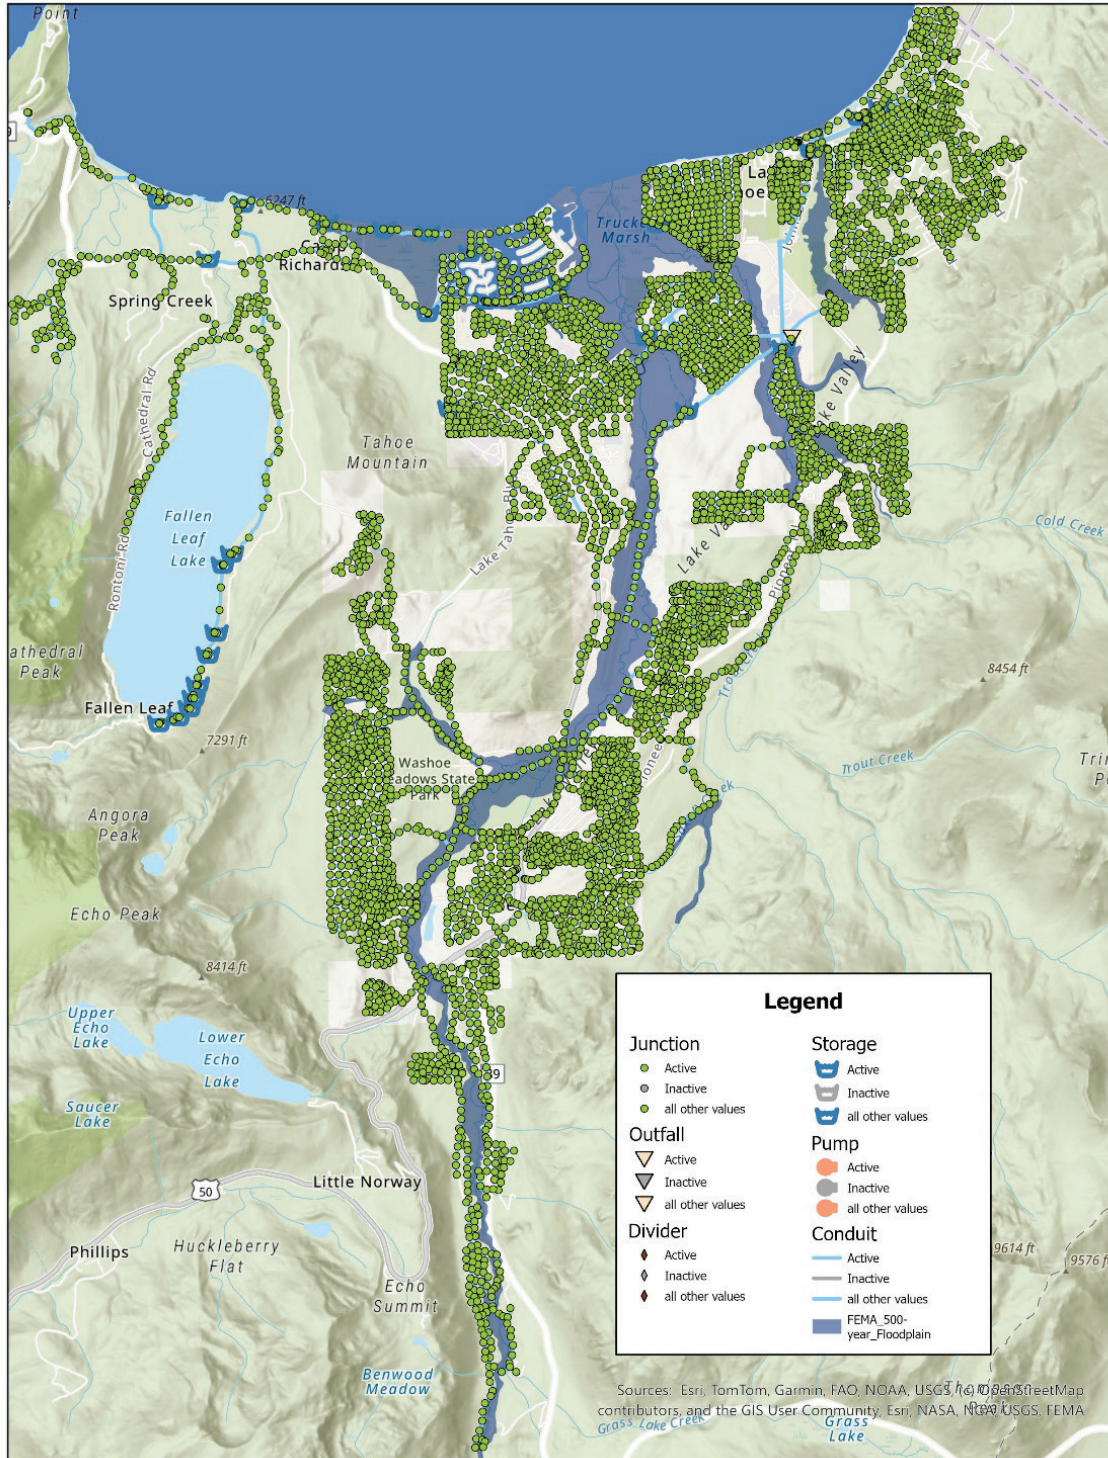 Point
6247 ft
Truckee
Marsh
Richards
Spring Creek
Cathedral Rd
Rontoni Rd
Fallen
Leaf
Lake
Tahoe
Mountain
Lake Valley
Pioneer
Cold Creek
athedral
Peak
Fallen Leaf
7291 ft
8454 ft
Trout Creek
Trout Creek
Washoe
eadows State
Park
Angora
Peak
Echo Peak
8414 ft
Upper
Echo
Lake
Lower
Echo
Lake
Saucer
Lake
89
Little Norway
50
Phillips
Huckleberry
Flat
Echo
Summit
Benwood
Meadow
9614 ft
9576 ft
Grass Lake Creek
Grass
Lake
Legend
Junction
Active
Inactive
all other values
Outfall
Active
Inactive
all other values
Divider
Active
Inactive
all other values
Storage
Active
Inactive
all other values
Pump
Active
Inactive
all other values
Conduit
Active
Inactive
all other values
FEMA_500-
year_Floodplain
Sources: Esri, TomTom, Garmin, FAO, NOAA, USGS, (c) OpenStreetMap
contributors, and the GIS User Community, Esri, NASA, NGA, USGS, FEMA